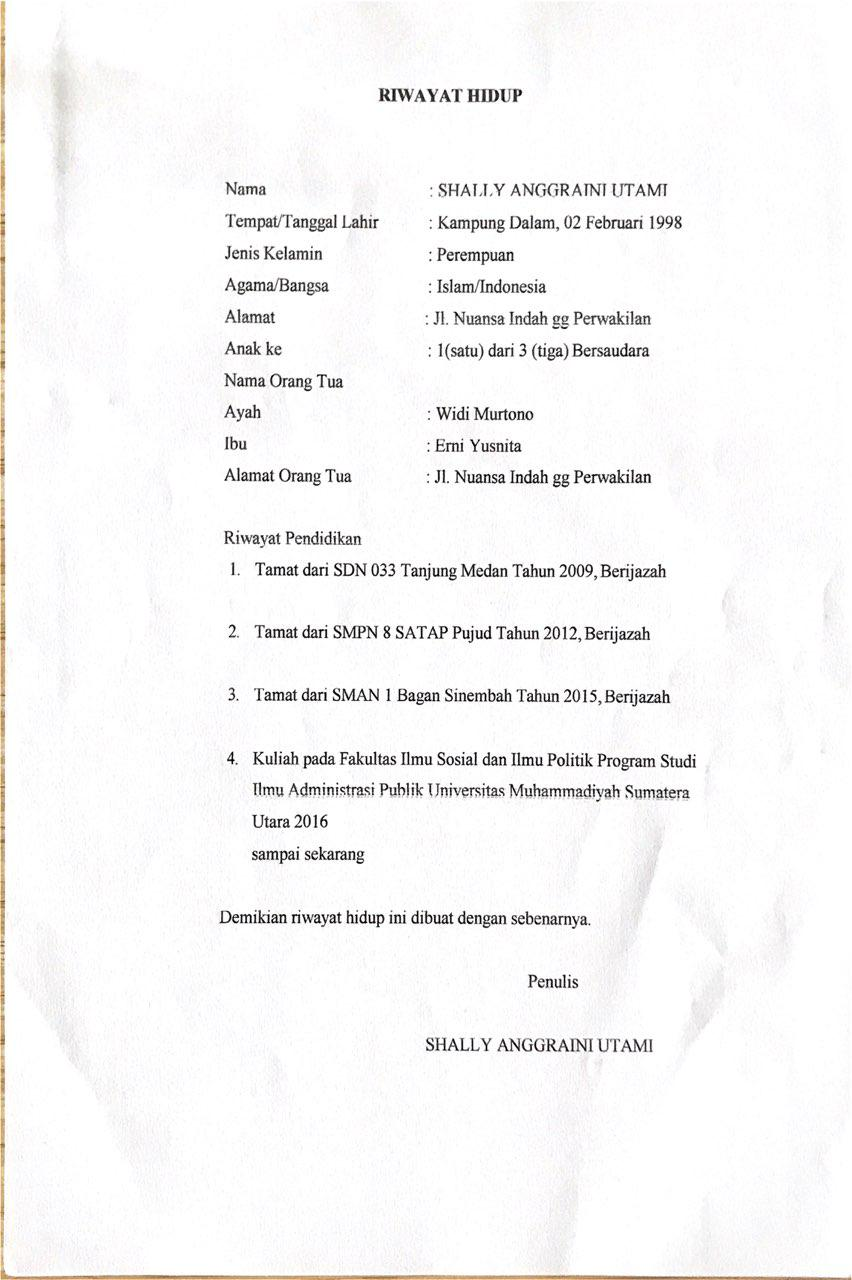 RIWAYAT HIDUP
Nama : SHALLY ANGGRAINI UTAMI
Tempat/Tanggal Lahir : Kampung Dalam, 02 Februari 1998
Jenis Kelamin : Perempuan
Agama/Bangsa : Islam/Indonesia
Alamat : Jl. Nuansa Indah gg Perwakilan
Anak ke : 1(satu) dari 3 (tiga) Bersaudara
Nama Orang Tua
Ayah : Widi Murtono
Ibu : Erni Yusnita
Alamat Orang Tua : Jl. Nuansa Indah gg Perwakilan
Riwayat Pendidikan
1. Tamat dari SDN 033 Tanjung Medan Tahun 2009, Berijazah
2. Tamat dari SMPN 8 SATAP Pujud Tahun 2012, Berijazah
3. Tamat dari SMAN 1 Bagan Sinembah Tahun 2015, Berijazah
4. Kuliah pada Fakultas Ilmu Sosial dan Ilmu Politik Program Studi
Ilmu Administrasi Publik Universitas Muhammadiyah Sumatera
Utara 2016
sampai sekarang
Demikian riwayat hidup ini dibuat dengan sebenarnya.
Penulis
SHALLY ANGGRAINI UTAMI